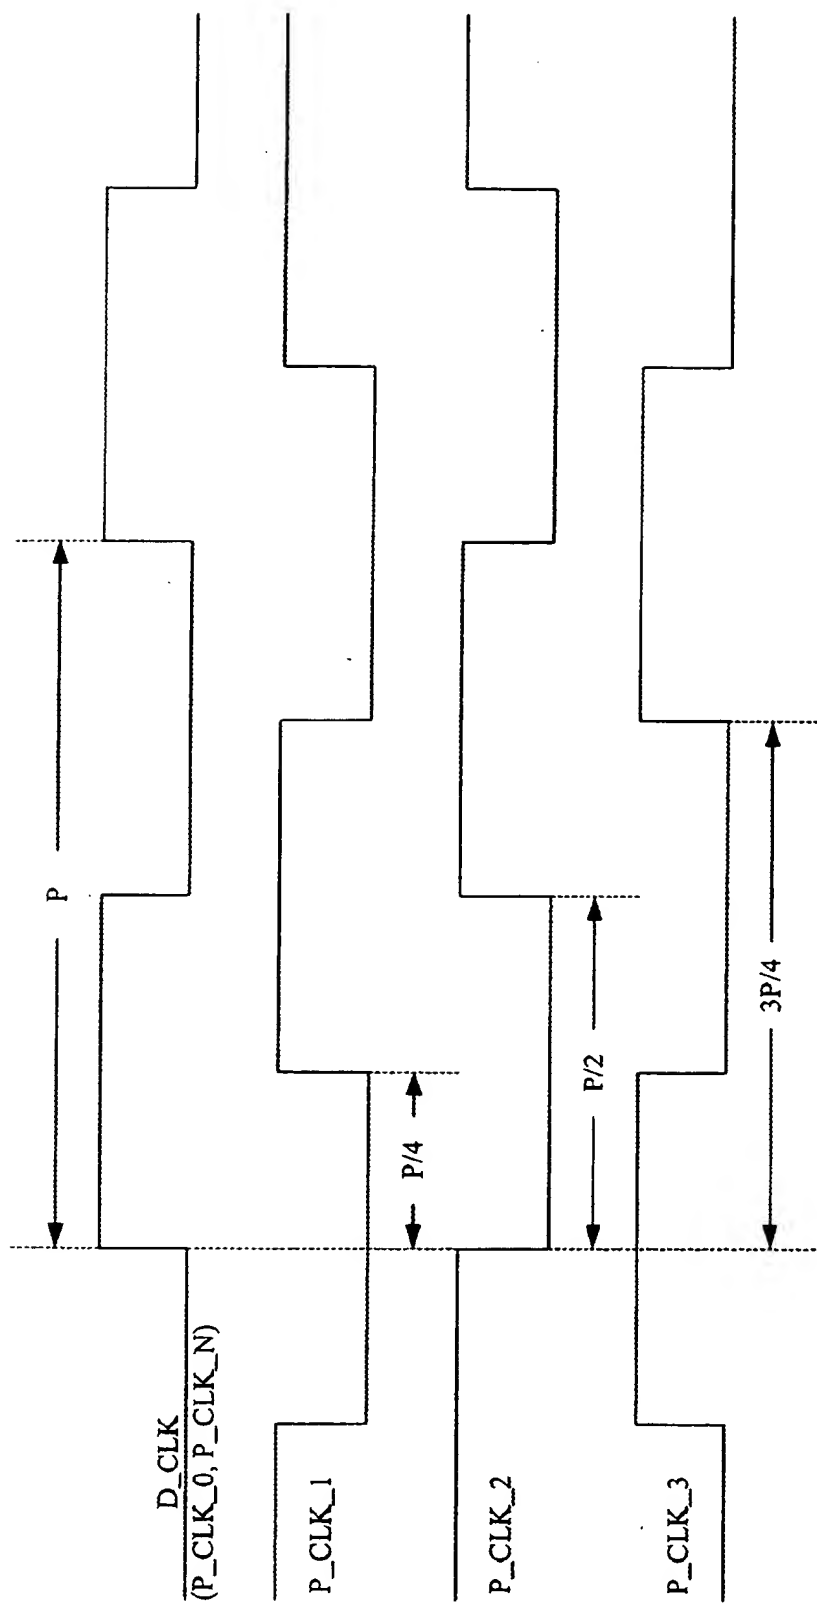 P
D_CLK
(P_CLK_0, P_CLK_N)
P/4
P_CLK_1
P/2
P_CLK_2
3P/4
P_CLK_3